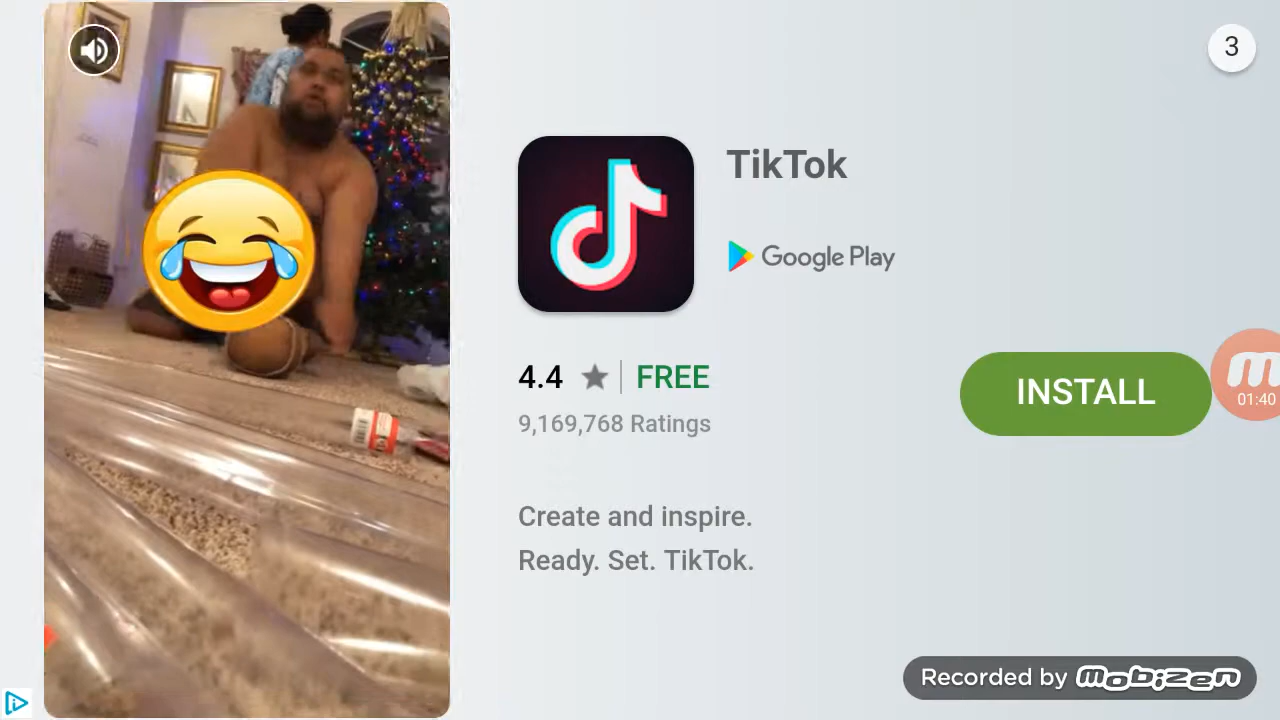 3
TikTok
Google Play
4.4 FREE
9,169,768 Ratings
INSTALL
01:40
Create and inspire.
Ready. Set. TikTok.
Recorded by mobizen